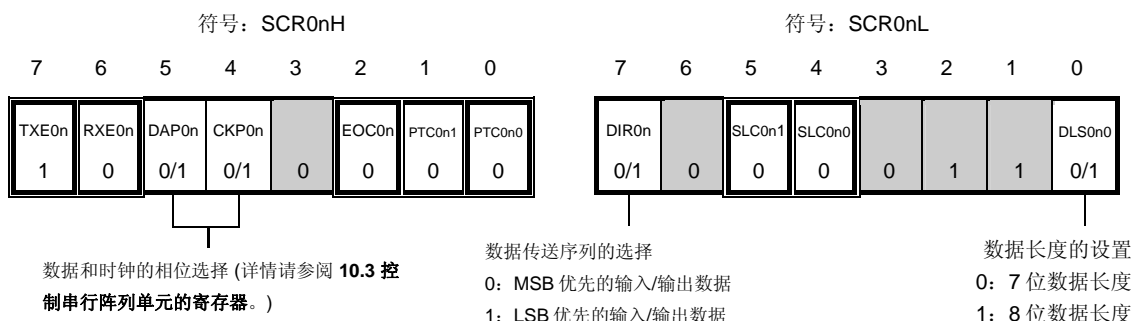 符号：SCR0nH
符号：SCR0nL
7 6 5 4 3 2 1 0
7 6 5 4 3 2 1 0
TXE0n RXE0n DAP0n CKP0n EOC0n PTC0n1 PTC0n0
1 0 0/1 0/1 0 0 0 0
DIR0n SLC0n1 SLC0n0 DLS0n0
0/1 0 0 0 0 1 1 0/1
数据和时钟的相位选择 (详情请参阅 10.3 控
制串行阵列单元的寄存器。)
数据传送序列的选择
0：MSB 优先的输入/输出数据
1：LSB 优先的输入/输出数据
数据长度的设置
0：7 位数据长度
1：8 位数据长度